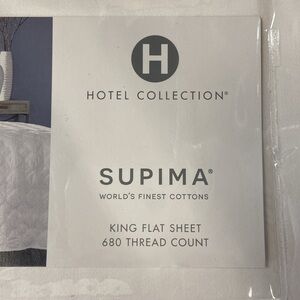 H
HOTEL COLLECTION®
SUPIMA®
WORLD'S FINEST COTTONS
KING FLAT SHEET
680 THREAD COUNT